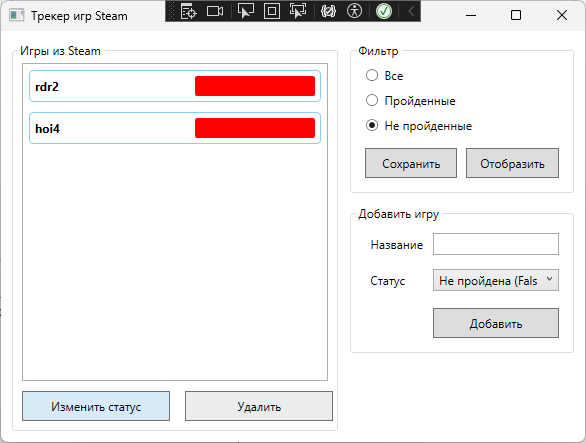 Трекер игр Steam
Игры из Steam
rdr2
hoi4
Изменить статус
Удалить
Фильтр
Все
Пройденные
Не пройденные
Сохранить
Отобразить
Добавить игру
Название
Статус
Не пройдена (Fals
Добавить